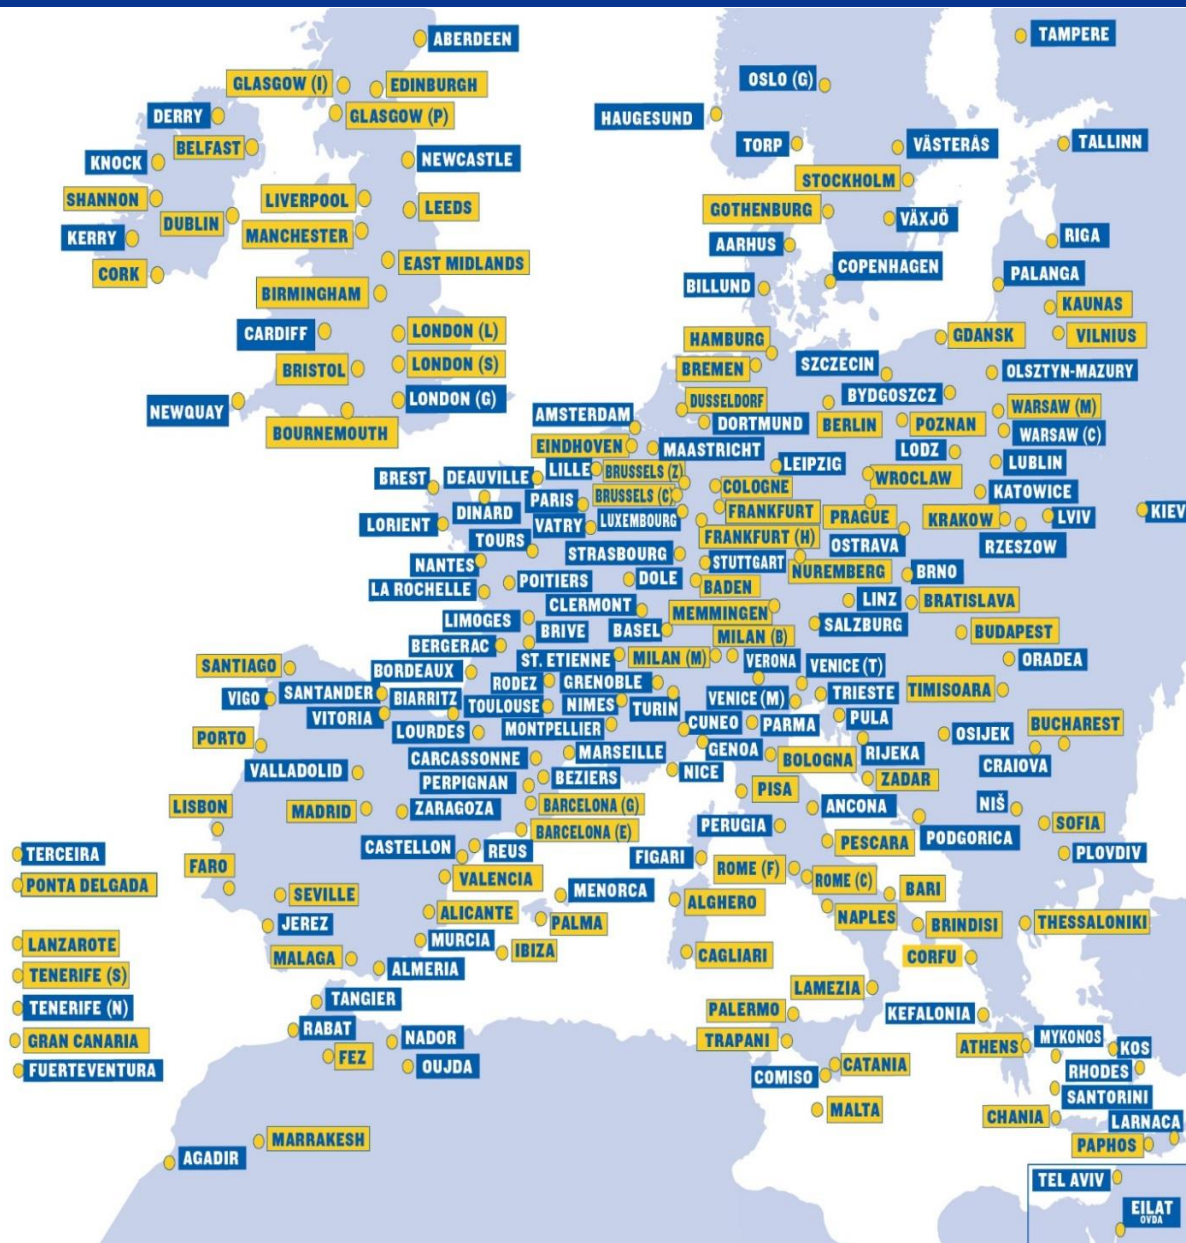 ABERDEEN
TAMPERE
GLASGOW (I)
EDINBURGH
OSLO (G)
DERRY
GLASGOW (P)
HAUGESUND
BELFAST
TORP
VÄSTERÅS
TALLINN
KNOCK
NEWCASTLE
STOCKHOLM
SHANNON
LIVERPOOL
LEEDS
GOTHENBURG
VÄXJÖ
DUBLIN
MANCHESTER
KERRY
AARHUS
RIGA
CORK
EAST MIDLANDS
COPENHAGEN
PALANGA
BIRMINGHAM
BILLUND
KAUNAS
CARDIFF
LONDON (L)
HAMBURG
GDANSK
VILNIUS
BRISTOL
LONDON (S)
BREMEN
SZCZECIN
OLSZTYN-MAZURY
NEWQUAY
LONDON (G)
DUSSELDORF
BYDGOSZCZ
WARSAW (M)
BOURNEMOUTH
AMSTERDAM
DORTMUND
BERLIN
POZNAN
WARSAW (C)
EINDHOVEN
MAASTRICHT
LODZ
LUBLIN
BREST
DEAUVILLE
LILLE
BRUSSELS (Z)
LEIPZIG
WROCLAW
COLOGNE
KATOWICE
PARIS
BRUSSELS (C)
DINARD
FRANKFURT
PRAGUE
KRAKOW
LVIV
KIEV
LORIENT
VATRY
LUXEMBOURG
TOURS
FRANKFURT (H)
OSTRAVA
RZESZOW
STRASBOURG
NANTES
STUTTGART
NUREMBERG
BRNO
LA ROCHELLE
POITIERS
DOLE
BADEN
CLERMONT
MEMMINGEN
LINZ
BRATISLAVA
LIMOGES
BRIVE
BASEL
SALZBURG
BUDAPEST
BERGERAC
MILAN (B)
SANTIAGO
BORDEAUX
ST. ETIENNE
MILAN (M)
VERONA
VENICE (T)
ORADEA
RODEZ
GRENOBLE
VIGO
SANTANDER
BIARRITZ
TOULOUSE
NIMES
TURIN
VENICE (M)
TRIESTE
TIMISOARA
VITORIA
LOURDES
MONTPELLIER
CUNEO
PARMA
PULA
OSIJEK
BUCHAREST
PORTO
CARCASSONNE
MARSEILLE
GENOA
BOLOGNA
RIJEKA
CRAIOVA
VALLADOLID
PERPIGNAN
BEZIERS
NICE
PISA
ZADAR
LISBON
MADRID
ZARAGOZA
BARCELONA (G)
ANCONA
NIŠ
PERUGIA
BARCELONA (E)
PESCARA
PODGORICA
SOFIA
TERCEIRA
CASTELLON
REUS
FIGARI
PLOVDIV
FARO
VALENCIA
ROME (F)
ROME (C)
PONTA DELGADA
SEVILLE
MENORCA
ALGHERO
BARI
ALICANTE
PALMA
NAPLES
JEREZ
BRINDISI
THESSALONIKI
LANZAROTE
MURCIA
IBIZA
CAGLIARI
CORFU
MALAGA
ALMERIA
TENERIFE (S)
LAMEZIA
TANGIER
TENERIFE (N)
PALERMO
KEFALONIA
RABAT
NADOR
GRAN CANARIA
TRAPANI
ATHENS
MYKONOS
KOS
FEZ
OUJDA
CATANIA
FUERTEVENTURA
COMISO
RHODES
SANTORINI
MALTA
CHANIA
LARNACA
MARRAKESH
PAPHOS
AGADIR
TEL AVIV
EILAT
OVDA